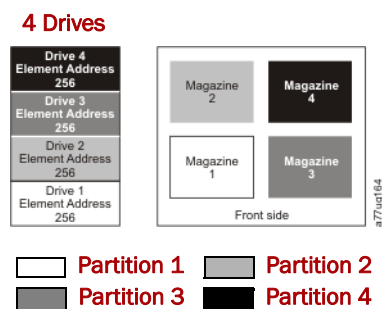 4 Drives
Drive 4
Element Address
256
Drive 3
Element Address
256
Drive 2
Element Address
256
Drive 1
Element Address
256
Magazine
2
Magazine
4
Magazine
1
Magazine
3
Front side
a77ug164
Partition 1
Partition 2
Partition 3
Partition 4